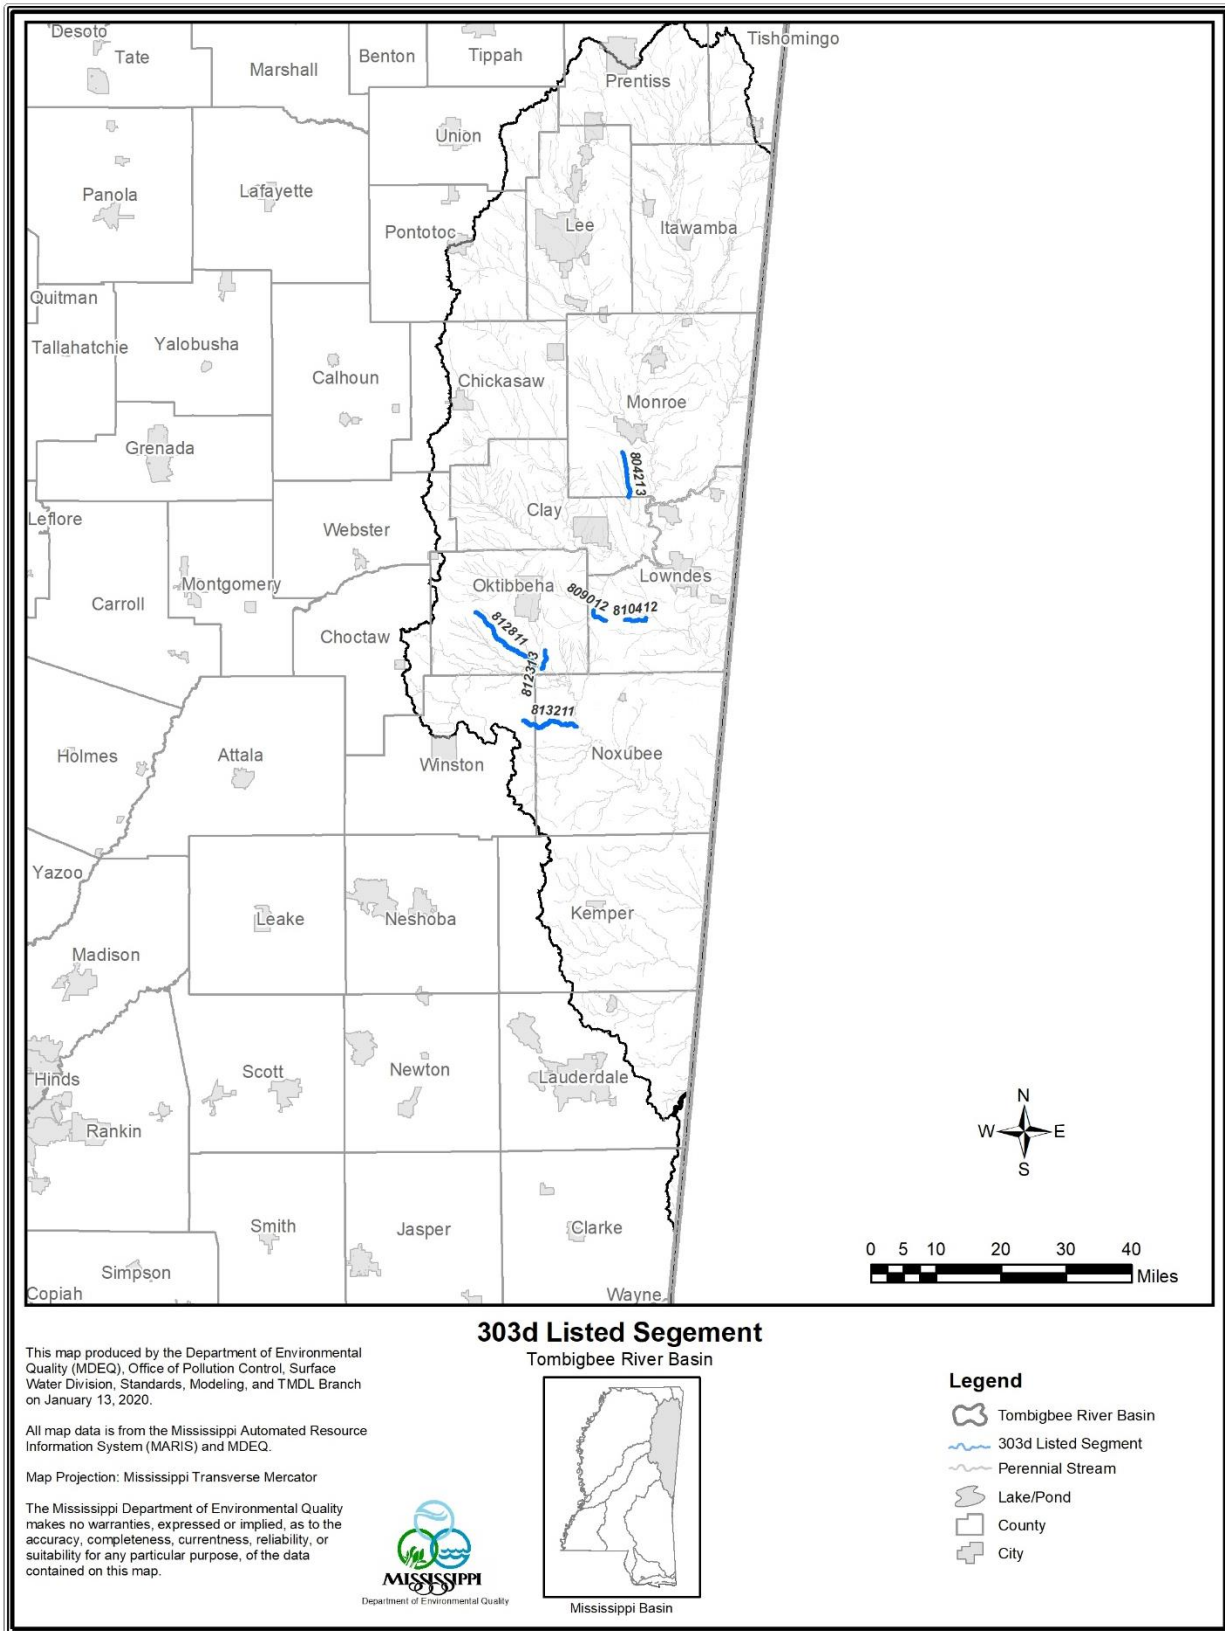 Desoto
Tate
Marshall
Benton
Tippah
Tishomingo
Prentiss
Union
Panola
Lafayette
Pontotoc
Lee
Itawamba
Quitman
Tallahatchie
Yalobusha
Calhoun
Chickasaw
Monroe
Grenada
804213
Leflore
Webster
Clay
Montgomery
Carroll
Choctaw
Oktibbeha
Lowndes
809012
810412
812811
812313
813211
Holmes
Attala
Winston
Noxubee
Yazoo
Leake
Neshoba
Kemper
Madison
Hinds
Scott
Newton
Lauderdale
Rankin
N
W E
S
Smith
Jasper
Clarke
Simpson
Copiah
Wayne
0 5 10 20 30 40
Miles
303d Listed Segement
Tombigbee River Basin
This map produced by the Department of Environmental
Quality (MDEQ), Office of Pollution Control, Surface
Water Division, Standards, Modeling, and TMDL Branch
on January 13, 2020.
All map data is from the Mississippi Automated Resource
Information System (MARIS) and MDEQ.
Map Projection: Mississippi Transverse Mercator
The Mississippi Department of Environmental Quality
makes no warranties, expressed or implied, as to the
accuracy, completeness, currentness, reliability, or
suitability for any particular purpose, of the data
contained on this map.
MISSISSIPPI
Department of Environmental Quality
Mississippi Basin
Legend
Tombigbee River Basin
303d Listed Segment
Perennial Stream
Lake/Pond
County
City